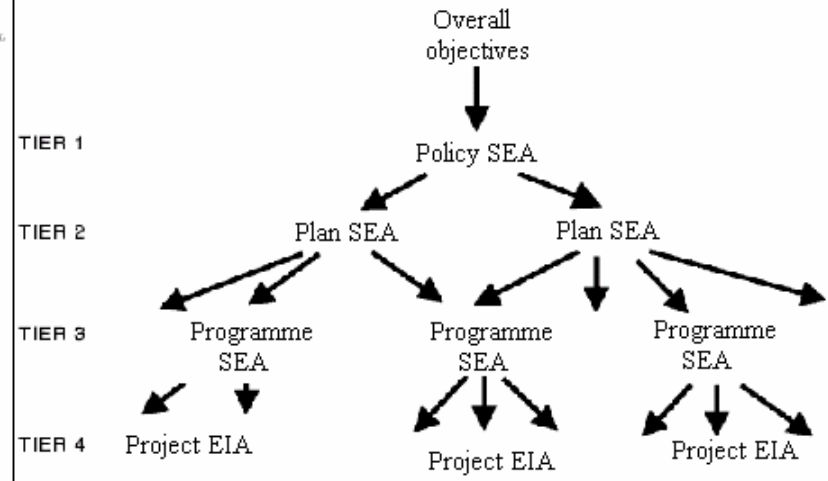 Overall
objectives
TIER 1
Policy SEA
TIER 2
Plan SEA
Plan SEA
TIER 3
Programme
SEA
Programme
SEA
Programme
SEA
TIER 4
Project EIA
Project EIA
Project EIA